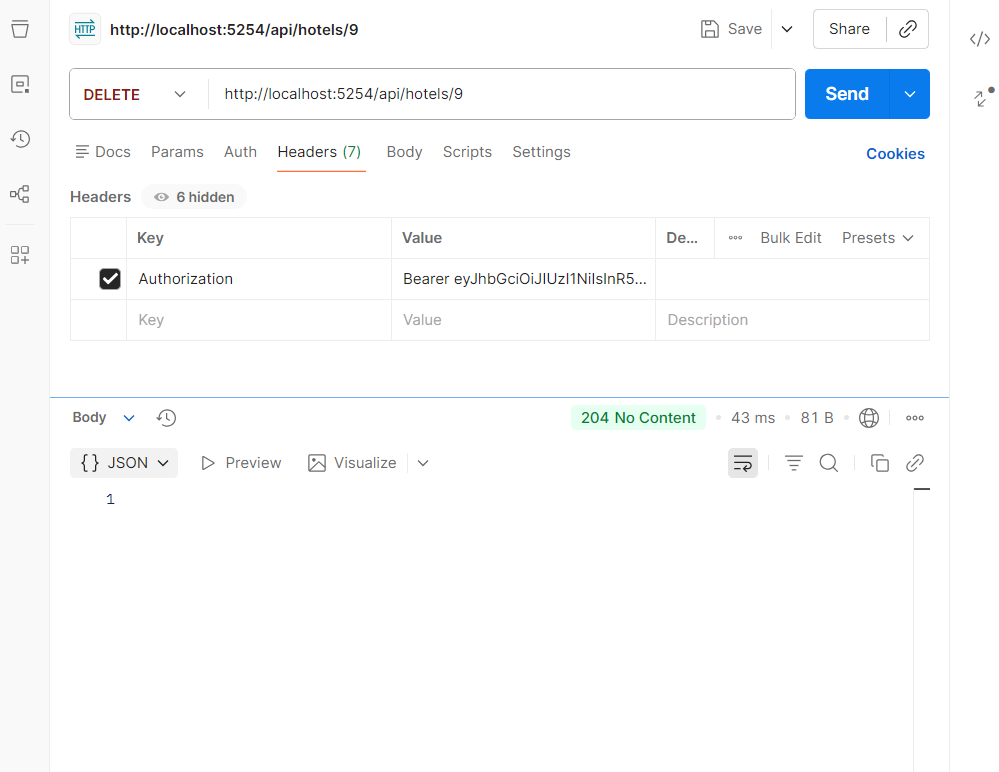 HTTP http://localhost:5254/api/hotels/9 Save Share
DELETE http://localhost:5254/api/hotels/9 Send
Docs Params Auth Headers (7) Body Scripts Settings Cookies
Headers 6 hidden
Key Value De... Bulk Edit Presets
Authorization Bearer eyJhbGciOiJIUzI1NiIsInR5...
Key Value Description
Body 204 No Content 43 ms 81 B
{} JSON Preview Visualize
1